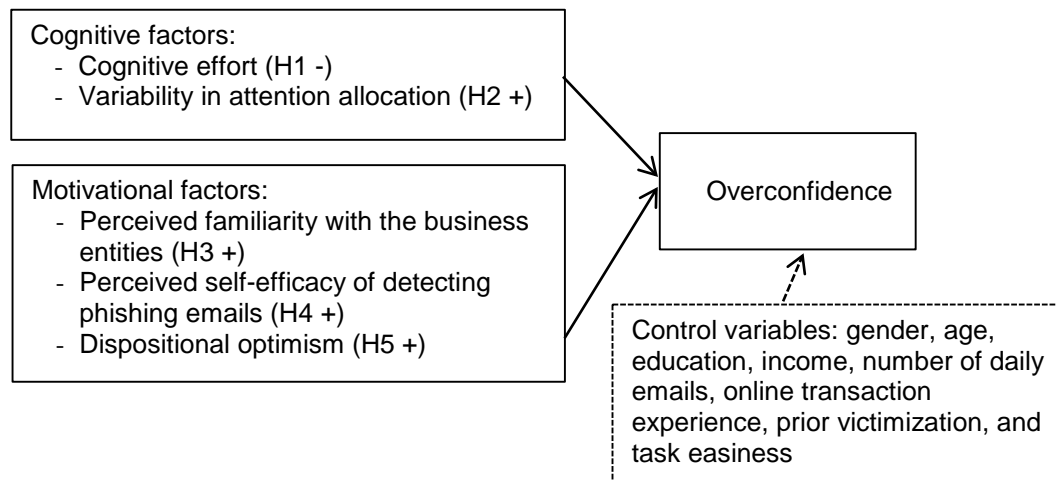 Cognitive factors:
- Cognitive effort (H1 -)
- Variability in attention allocation (H2 +)
Motivational factors:
- Perceived familiarity with the business
entities (H3 +)
- Perceived self-efficacy of detecting
phishing emails (H4 +)
- Dispositional optimism (H5 +)
Overconfidence
Control variables: gender, age,
education, income, number of daily
emails, online transaction
experience, prior victimization, and
task easiness